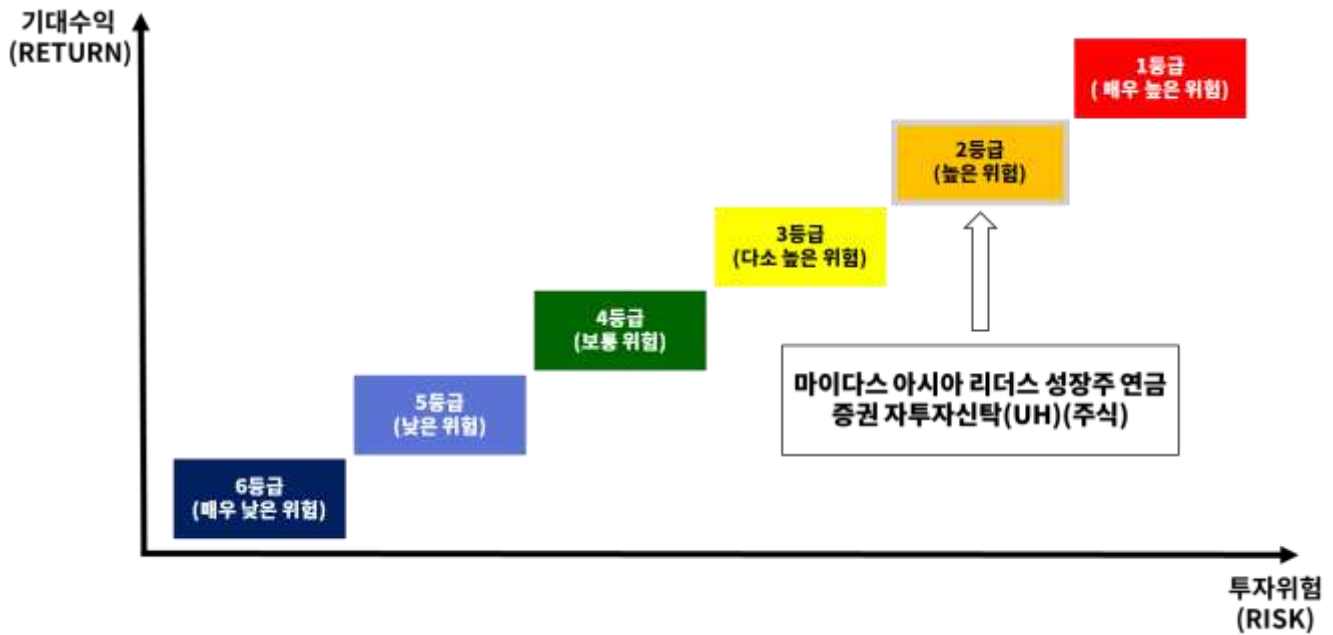 기대수익
(RETURN)
1등급
( 매우 높은 위험)
2등급
(높은 위험)
3등급
(다소 높은 위험)
4등급
(보통 위험)
마이다스 아시아 리더스 성장주 연금
증권 자투자신탁(UH)(주식)
5등급
(낮은 위험)
6등급
(매우 낮은 위험)
투자위험
(RISK)